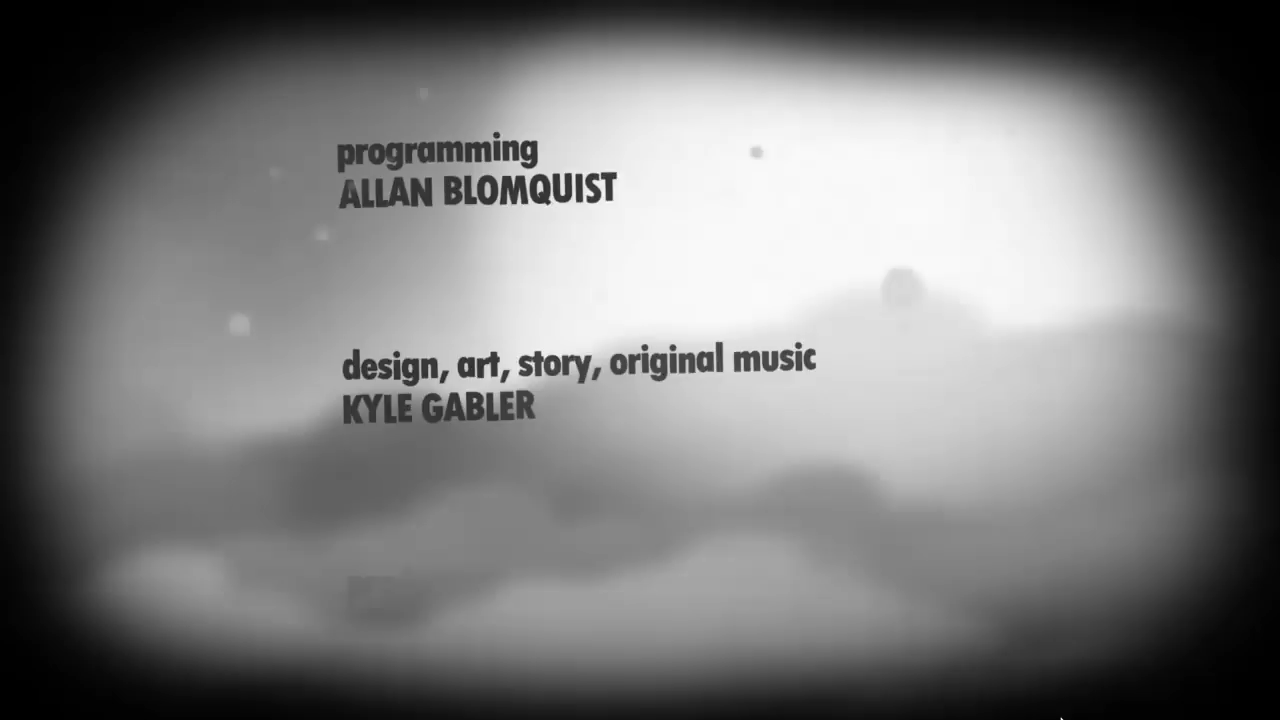 programming
ALLAN BLOMQUIST
design, art, story, original music
KYLE GABLER